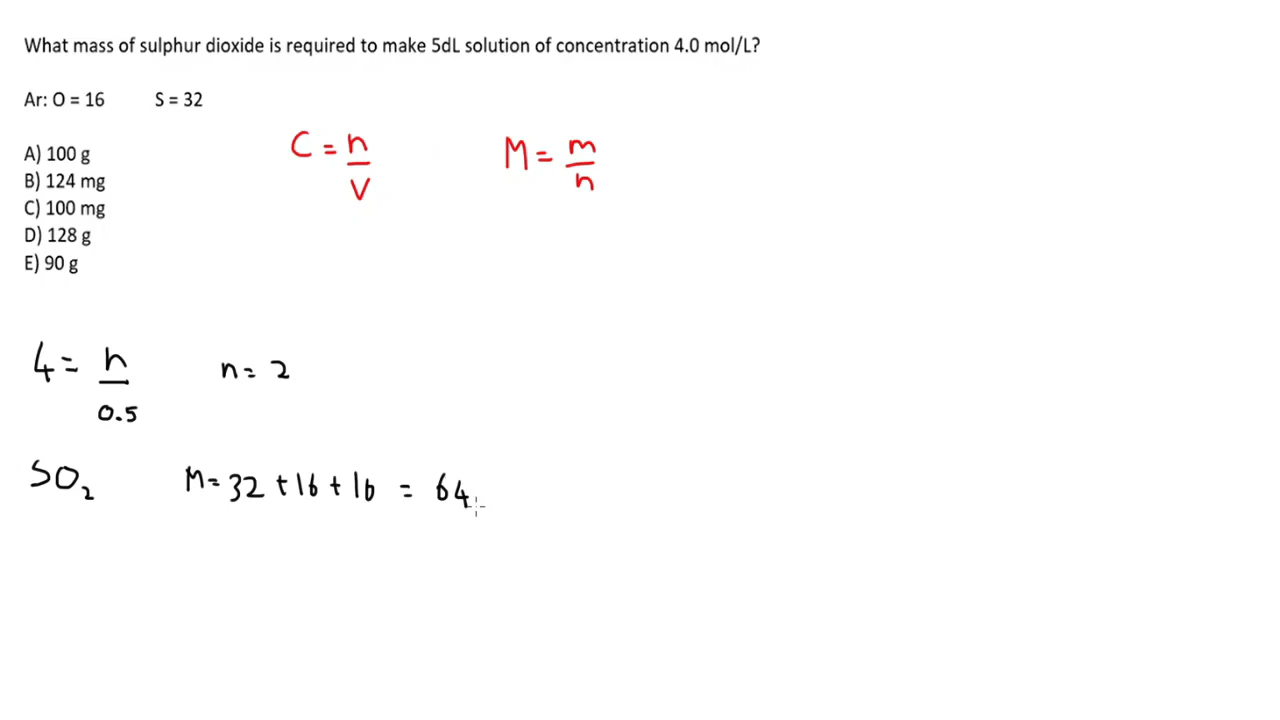 What mass of sulphur dioxide is required to make 5dL solution of concentration 4.0 mol/L?
Ar: O = 16 S = 32
A) 100 g
B) 124 mg
C) 100 mg
D) 128 g
E) 90 g
C = n
V
M = m
n
4 = n
0.5
n = 2
SO₂ M = 32 + 16 + 16 = 64